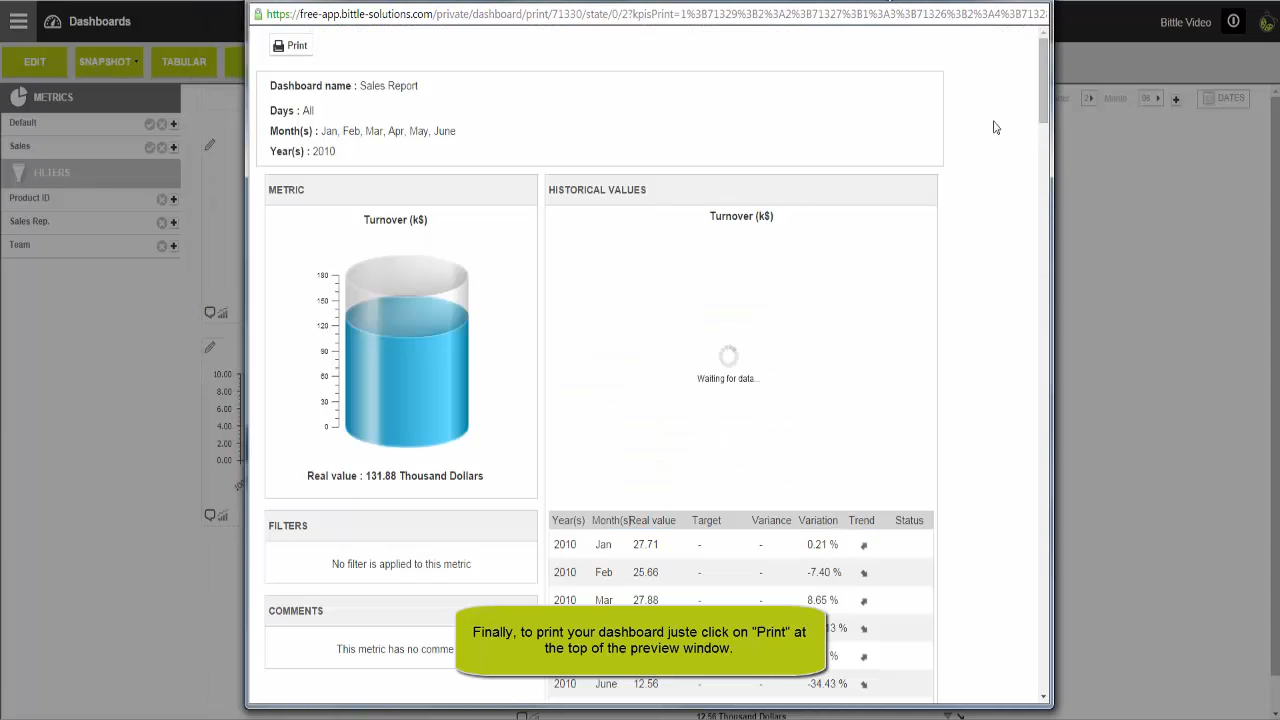 https://free-app.bittle-solutions.com/private/dashboard/print/71330/state/0/2?kpisPrint=1%3B71329%3B2%3A2%3B71327%3B1%3A3%3B71326%3B2%3A4%3B71328
Dashboards
Bittle Video
EDIT
SNAPSHOT
TABULAR
Print
METRICS
Default
Sales
FILTERS
Product ID
Sales Rep.
Team
2
Month
06
DATES
Dashboard name : Sales Report
Days : All
Month(s) : Jan, Feb, Mar, Apr, May, June
Year(s) : 2010
METRIC
Turnover (k$)
180
150
120
90
60
30
0
Real value : 131.88 Thousand Dollars
HISTORICAL VALUES
Turnover (k$)
Waiting for data...
10.00
8.00
6.00
4.00
2.00
0.00
FILTERS
No filter is applied to this metric
COMMENTS
This metric has no comme
Year(s) Month(s) Real value Target Variance Variation Trend Status
2010 Jan 27.71 - - 0.21 %
2010 Feb 25.66 - - -7.40 %
2010 Mar 27.88 - - 8.65 %
13 %
%
2010 June 12.56 - - -34.43 %
Finally, to print your dashboard juste click on "Print" at
the top of the preview window.
12.56 Thousand Dollars